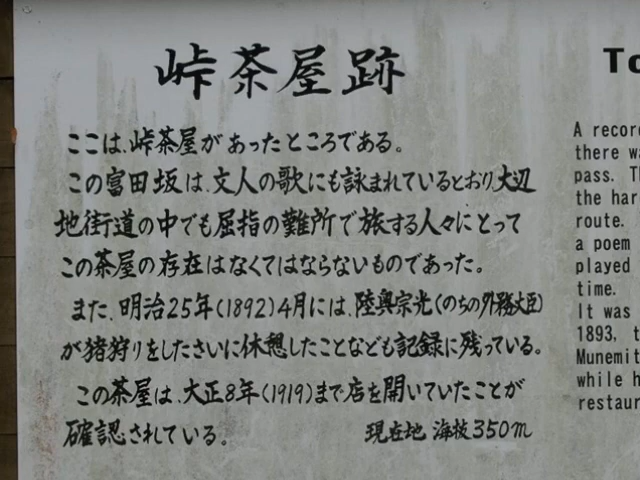 峠茶屋跡
ここは、峠茶屋があったところである。
この富田坂は、文人の歌にも詠まれているとおり、大辺
地街道の中でも屈指の難所で旅する人々にとって
この茶屋の存在はなくてはならないものであった。
また、明治25年(1892)4月には、陸奥宗光(のちの外務大臣)
が猪狩りをしたさいに休憩したことなども記録に残っている。
この茶屋は、大正8年(1919)まで店を開いていたことが
確認されている。
現在地 海抜350m
To
A recor
there wa
pass. Th
the har
route.
a poem
played
time.
It was
1893, t
Munemit
while h
restaur